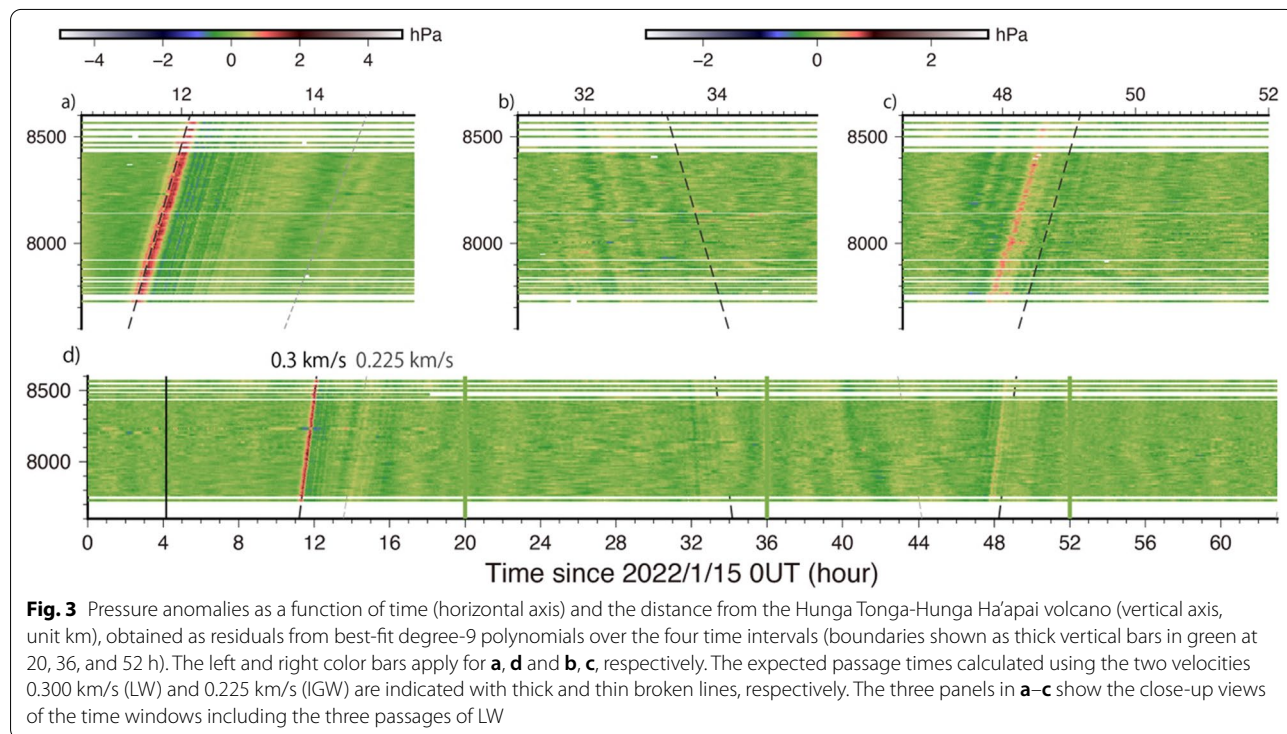 hPa
hPa
−4 −2 0 2 4
−2 0 2
a) 12 14
b) 32 34
c) 48 50 52
8500
8000
d) 0.3 km/s 0.225 km/s
8500
8000
0 4 8 12 16 20 24 28 32 36 40 44 48 52 56 60
Time since 2022/1/15 0UT (hour)
Fig. 3 Pressure anomalies as a function of time (horizontal axis) and the distance from the Hunga Tonga-Hunga Ha’apai volcano (vertical axis,
unit km), obtained as residuals from best-fit degree-9 polynomials over the four time intervals (boundaries shown as thick vertical bars in green at
20, 36, and 52 h). The left and right color bars apply for a, d and b, c, respectively. The expected passage times calculated using the two velocities
0.300 km/s (LW) and 0.225 km/s (IGW) are indicated with thick and thin broken lines, respectively. The three panels in a–c show the close-up views
of the time windows including the three passages of LW